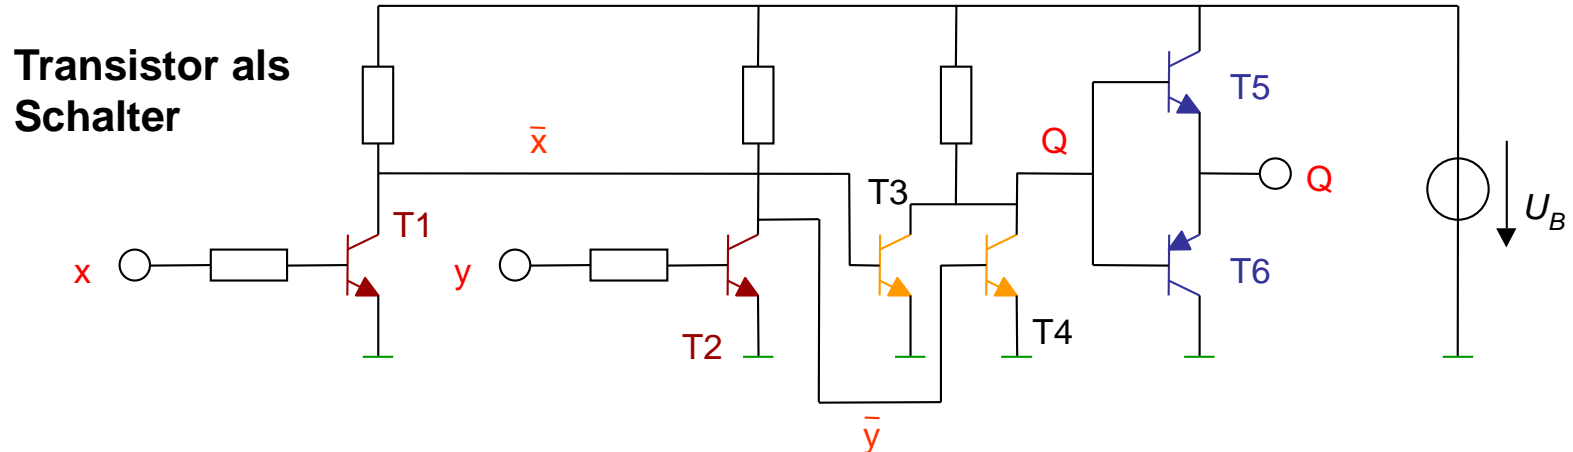 Transistor als
Schalter
x̄
Q
T5
T3
Q
T1
U_B
x
y
T6
T2
T4
ȳ